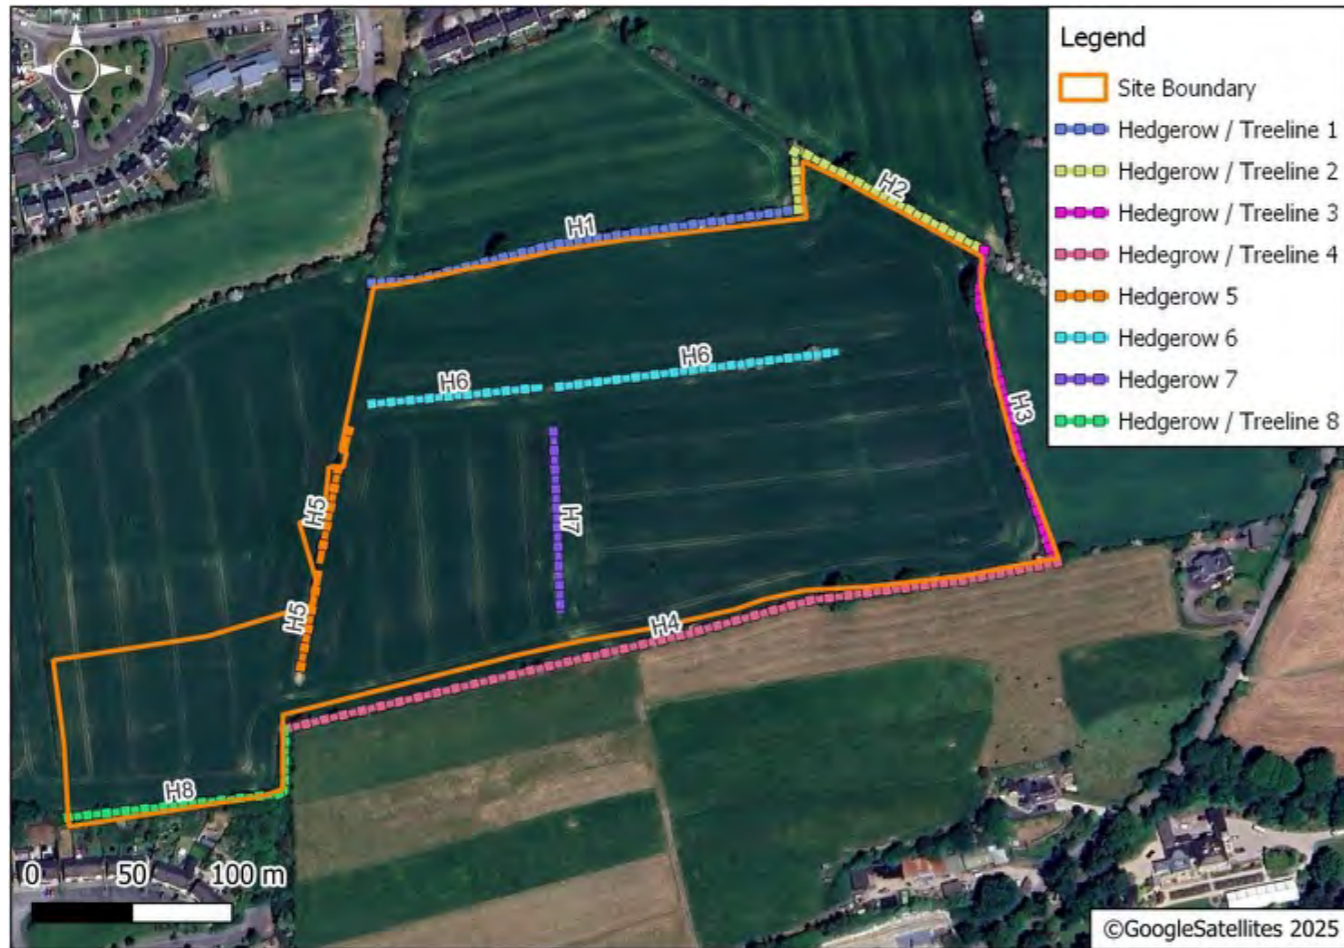 N
W
E
S
Legend
Site Boundary
Hedgerow / Treeline 1
Hedgerow / Treeline 2
Hedegrow / Treeline 3
Hedegrow / Treeline 4
Hedgerow 5
Hedgerow 6
Hedgerow 7
Hedgerow / Treeline 8
H2
H1
H6
H6
H3
H5
H7
H5
H4
H8
0 50 100 m
©GoogleSatellites 2025